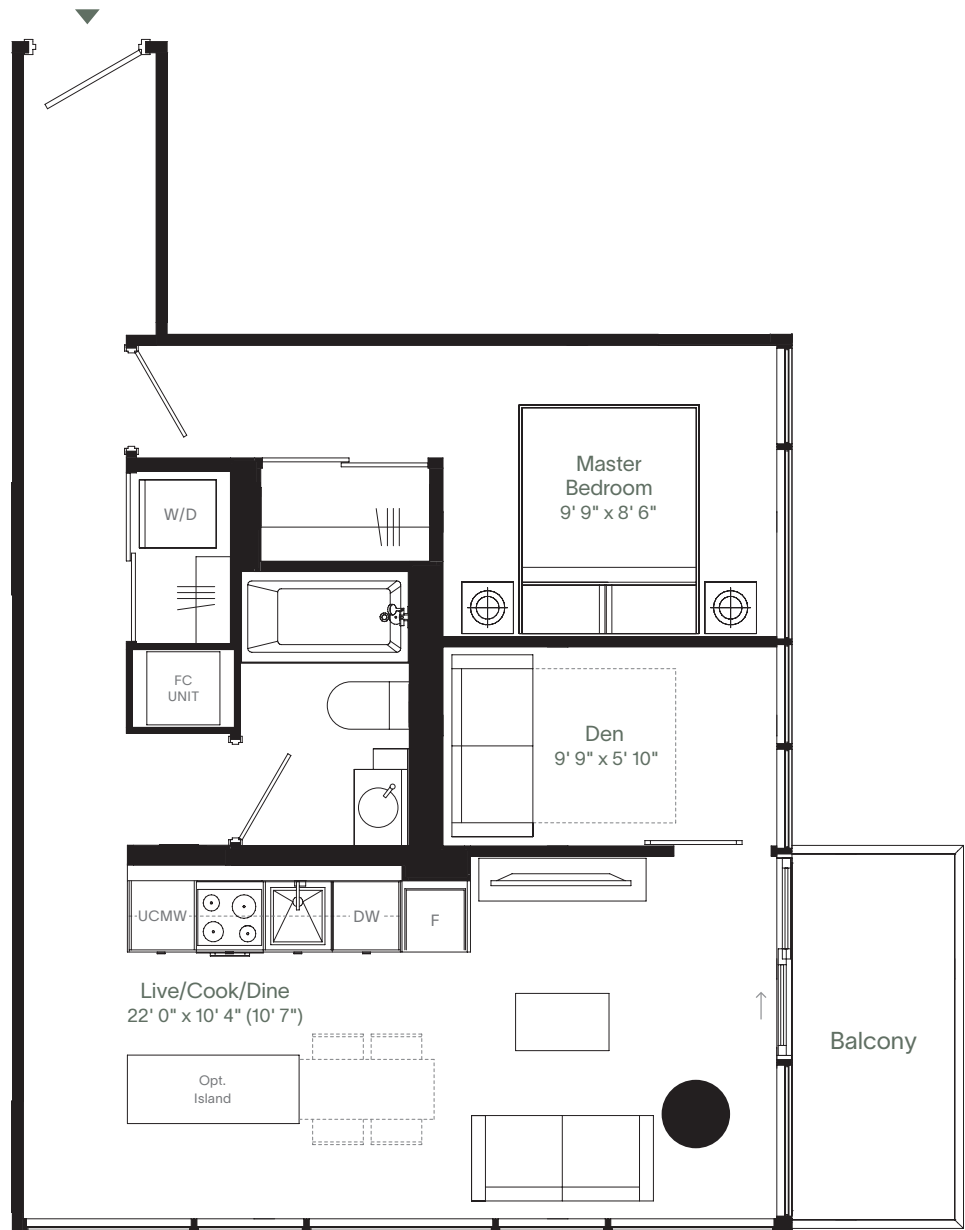 Master
Bedroom
9' 9" x 8' 6"
W/D
FC
UNIT
Den
9' 9" x 5' 10"
UCMW
DW
F
Live/Cook/Dine
22' 0" x 10' 4" (10' 7")
Balcony
Opt.
Island